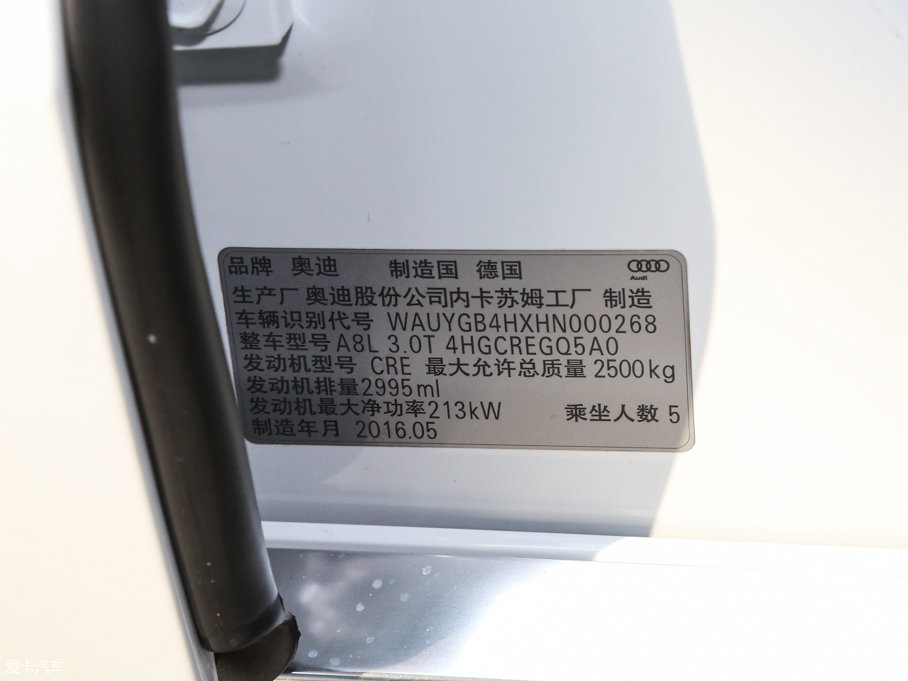 品牌 奥迪 制造国 德国
Audi
生产厂 奥迪股份公司内卡苏姆工厂 制造
车辆识别代号 WAUYGB4HXHN000268
整车型号 A8L 3.0T 4HGCREGQ5A0
发动机型号 CRE 最大允许总质量 2500kg
发动机排量 2995ml
发动机最大净功率 213kW 乘坐人数 5
制造年月 2016.05
爱卡汽车